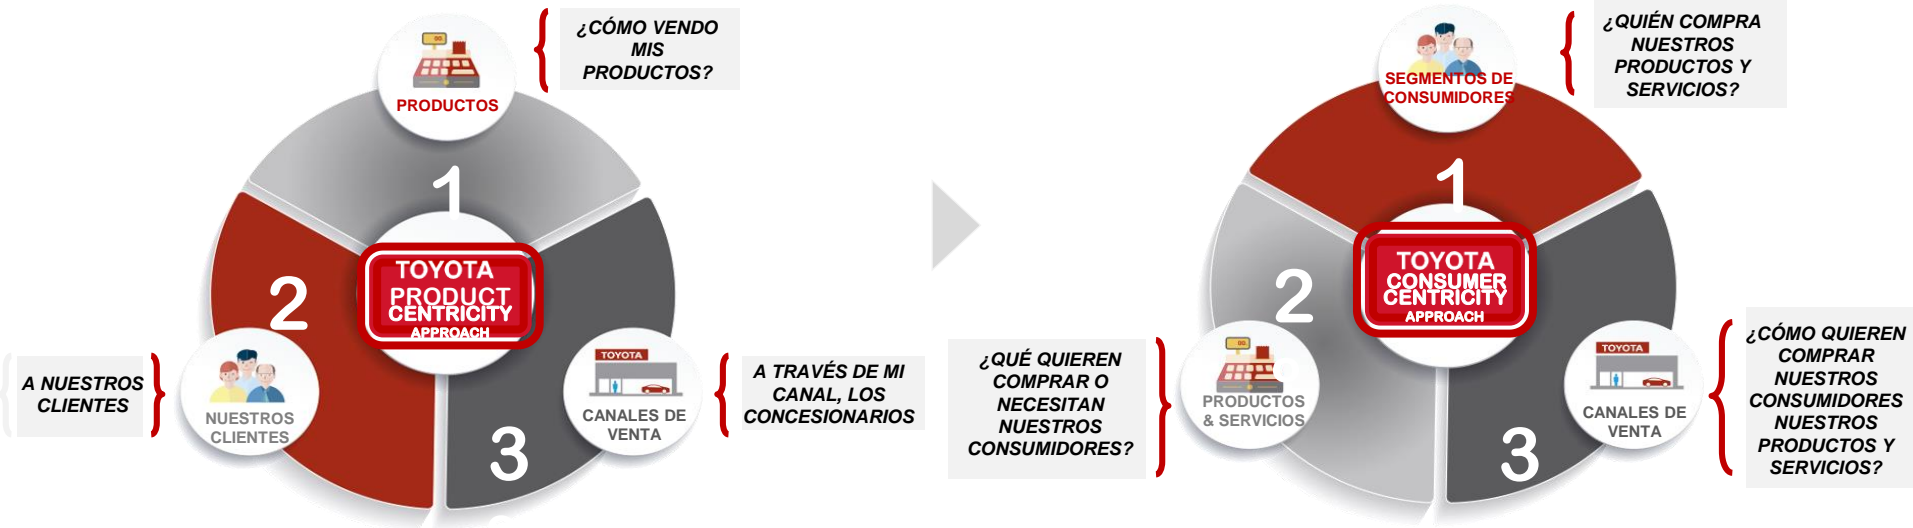 ¿CÓMO VENDO
MIS
PRODUCTOS?
PRODUCTOS
1
TOYOTA
PRODUCT
CENTRICITY
APPROACH
2
A NUESTROS
CLIENTES
NUESTROS
CLIENTES
3
TOYOTA
CANALES DE
VENTA
A TRAVÉS DE MI
CANAL, LOS
CONCESIONARIOS
¿QUIÉN COMPRA
NUESTROS
PRODUCTOS Y
SERVICIOS?
SEGMENTOS DE
CONSUMIDORES
1
TOYOTA
CONSUMER
CENTRICITY
APPROACH
2
¿QUÉ QUIEREN
COMPRAR O
NECESITAN
NUESTROS
CONSUMIDORES?
PRODUCTOS
& SERVICIOS
3
TOYOTA
CANALES DE
VENTA
¿CÓMO QUIEREN
COMPRAR
NUESTROS
CONSUMIDORES
NUESTROS
PRODUCTOS Y
SERVICIOS?